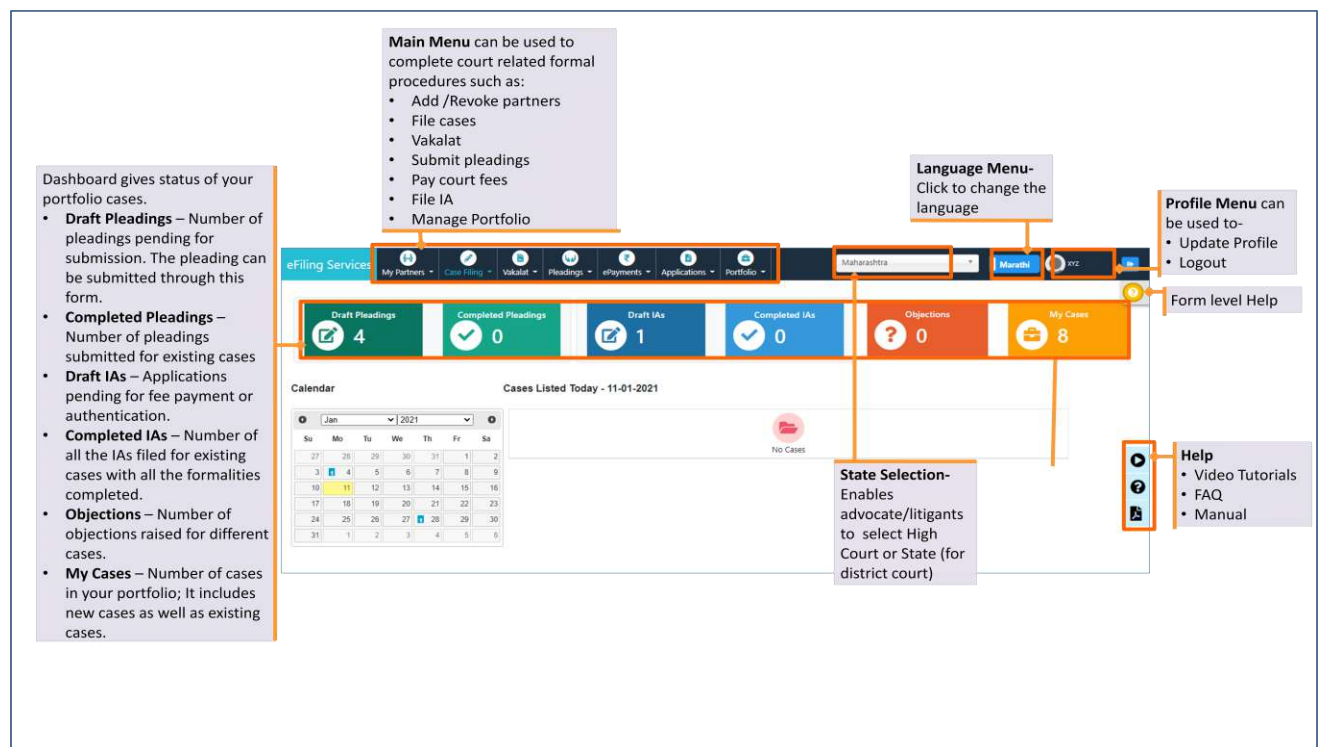 Main Menu can be used to
complete court related formal
procedures such as:
• Add /Revoke partners
• File cases
• Vakalat
• Submit pleadings
• Pay court fees
• File IA
• Manage Portfolio
Language Menu-
Click to change the
language
Profile Menu can
be used to-
• Update Profile
• Logout
Form level Help
Dashboard gives status of your
portfolio cases.
• Draft Pleadings – Number of
pleadings pending for
submission. The pleading can
be submitted through this
form.
• Completed Pleadings –
Number of pleadings
submitted for existing cases
• Draft IAs – Applications
pending for fee payment or
authentication.
• Completed IAs – Number of
all the IAs filed for existing
cases with all the formalities
completed.
• Objections – Number of
objections raised for different
cases.
• My Cases – Number of cases
in your portfolio; It includes
new cases as well as existing
cases.
eFiling Services My Partners Case Filing Vakalat Pleadings ePayments Applications Portfolio Maharashtra Marathi XYZ
Draft Pleadings Completed Pleadings Draft IAs Completed IAs Objections My Cases
4 0 1 0 ? 0 8
Calendar Cases Listed Today - 11-01-2021
Jan 2021
Su Mo Tu We Th Fr Sa
27 28 29 30 31 1 2
3 4 5 6 7 8 9
10 11 12 13 14 15 16
17 18 19 20 21 22 23
24 25 26 27 28 29 30
31 1 2 3 4 5 6
No Cases
State Selection-
Enables
advocate/litigants
to select High
Court or State (for
district court)
Help
• Video Tutorials
• FAQ
• Manual